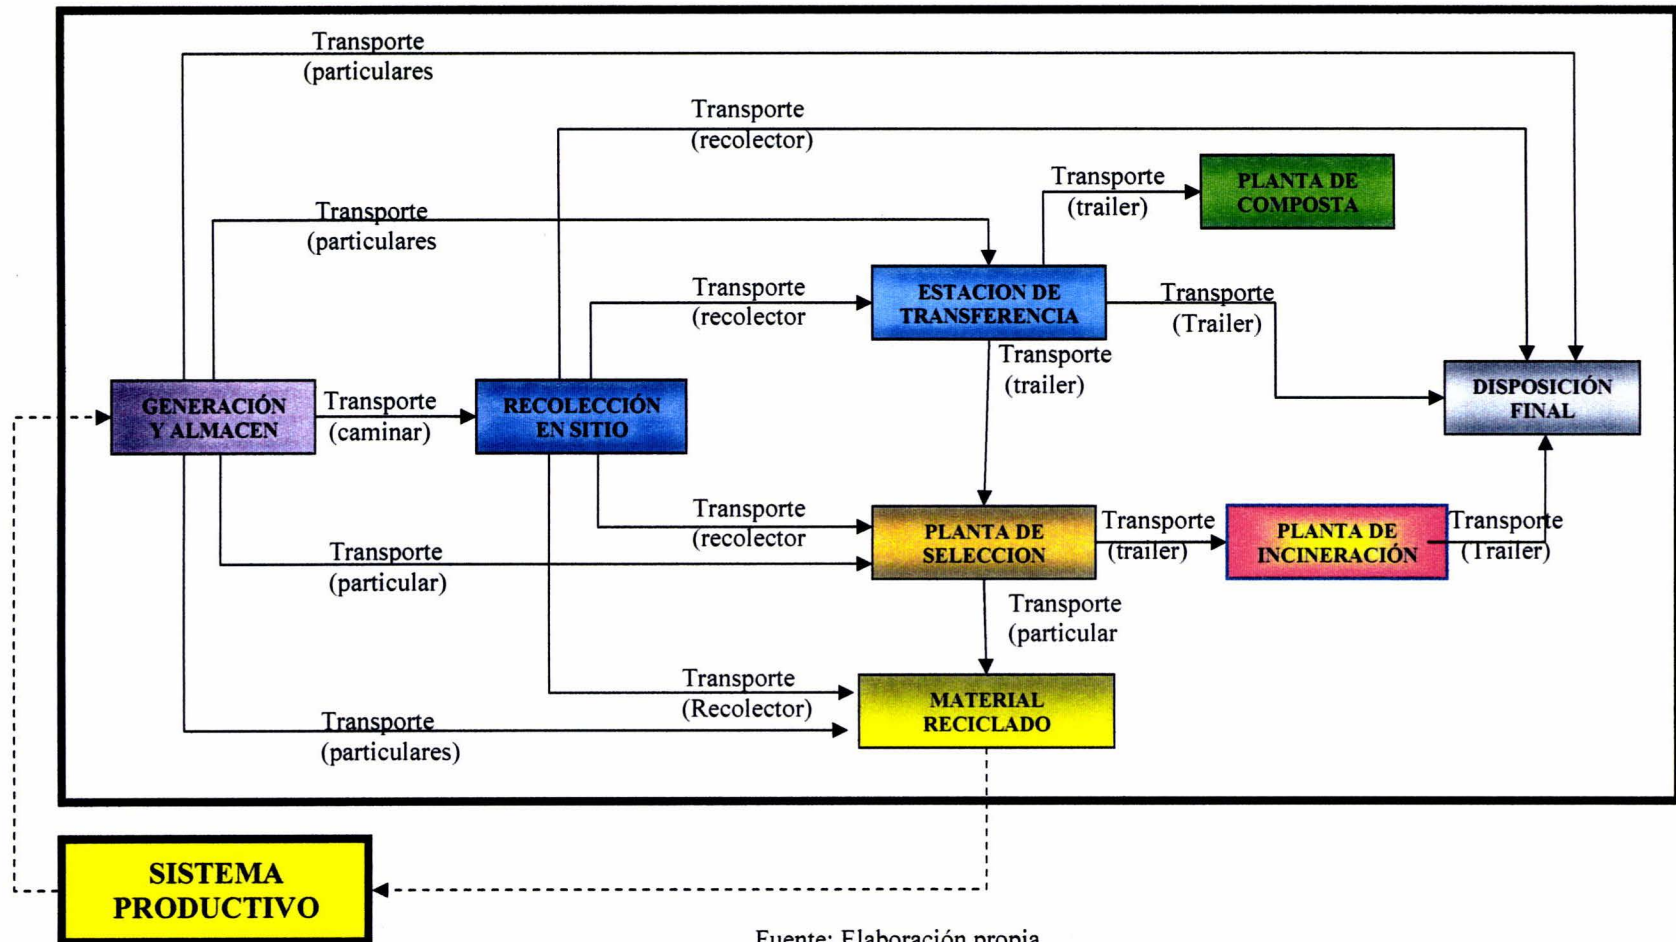 Transporte
(particulares
Transporte
(recolector)
Transporte
(trailer)
PLANTA DE
COMPOSTA
Transporte
(particulares
Transporte
(recolector
ESTACION DE
TRANSFERENCIA
Transporte
(Trailer)
Transporte
(trailer)
GENERACIÓN
Y ALMACEN
Transporte
(caminar)
RECOLECCIÓN
EN SITIO
DISPOSICIÓN
FINAL
Transporte
(recolector
PLANTA DE
SELECCION
Transporte
(trailer)
PLANTA DE
INCINERACIÓN
Transporte
(Trailer)
Transporte
(particular)
Transporte
(particular
Transporte
(Recolector)
MATERIAL
RECICLADO
Transporte
(particulares)
SISTEMA
PRODUCTIVO
Fuente: Elaboración propia